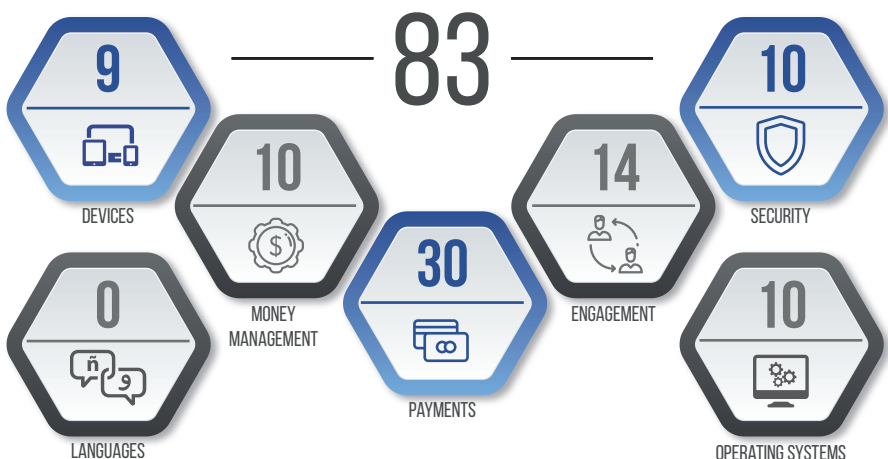 83
9
DEVICES
10
MONEY
MANAGEMENT
30
PAYMENTS
14
ENGAGEMENT
10
SECURITY
0
ñ
و
LANGUAGES
10
$
OPERATING SYSTEMS